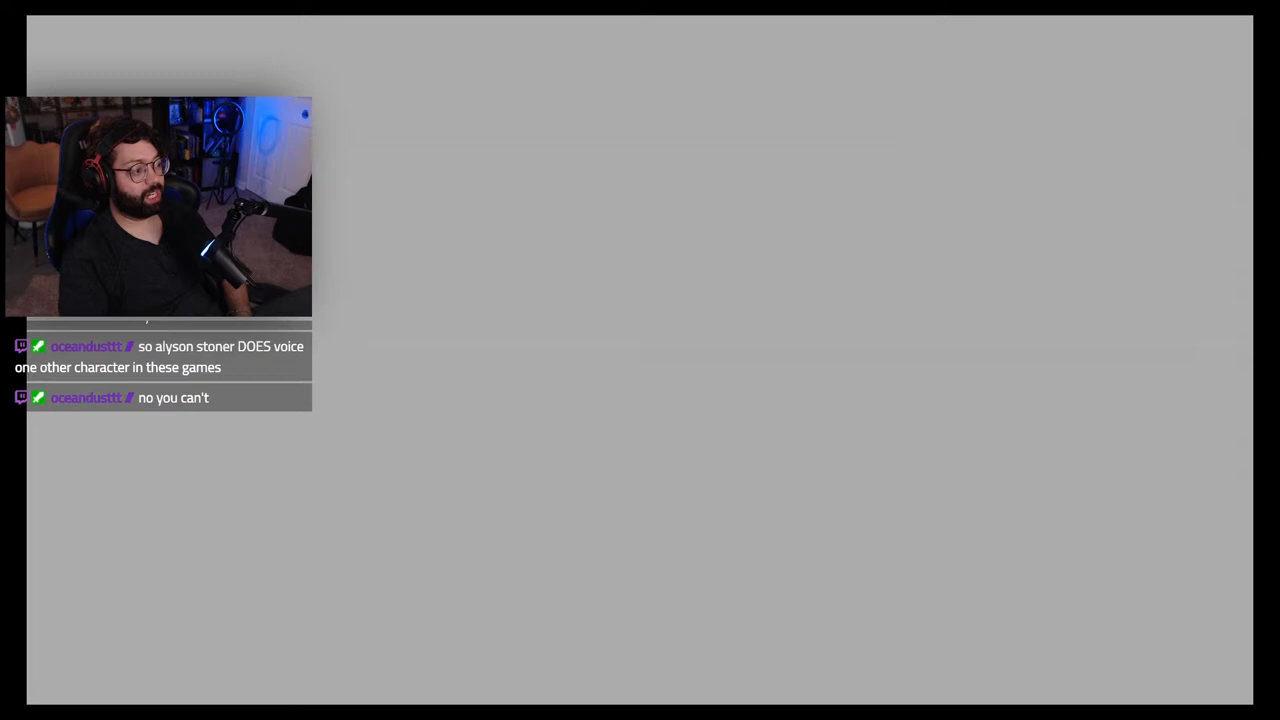 oceandusttt // so alyson stoner DOES voice
one other character in these games
oceandusttt // no you can't